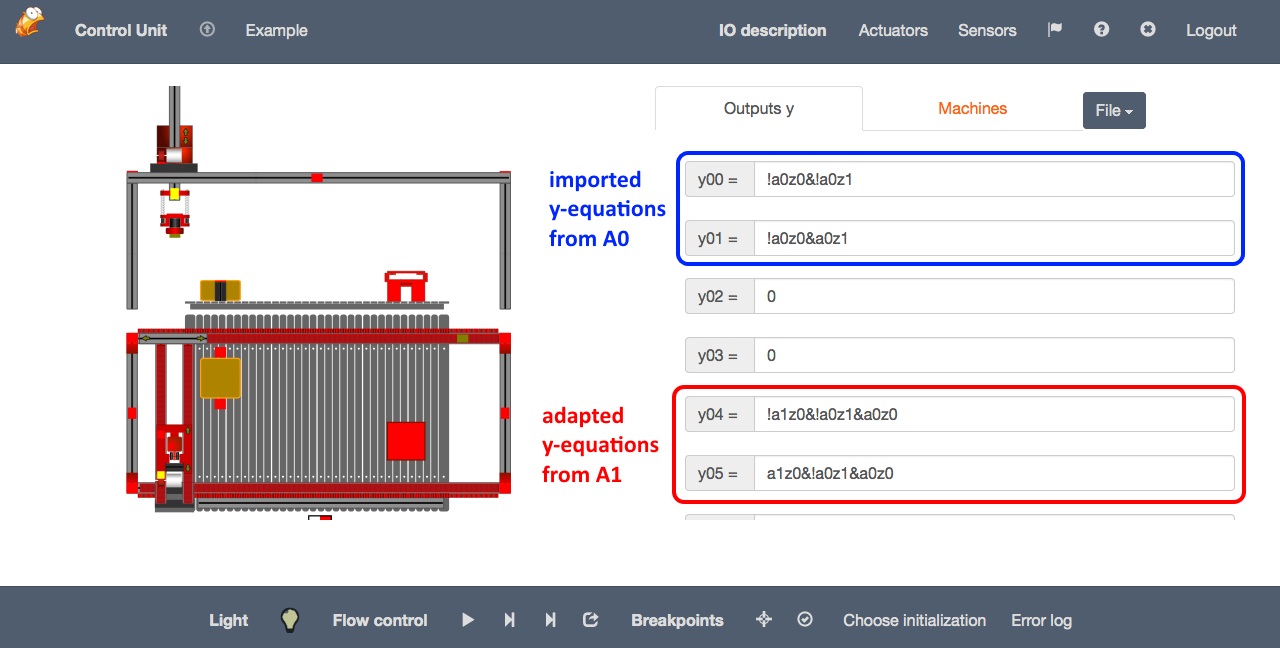 Control Unit Example IO description Actuators Sensors Logout
Outputs y Machines File
imported
y-equations
from A0
y00 = !a0z0&!a0z1
y01 = !a0z0&a0z1
y02 = 0
y03 = 0
adapted
y-equations
from A1
y04 = !a1z0&!a0z1&a0z0
y05 = a1z0&!a0z1&a0z0
Light Flow control Breakpoints Choose initialization Error log